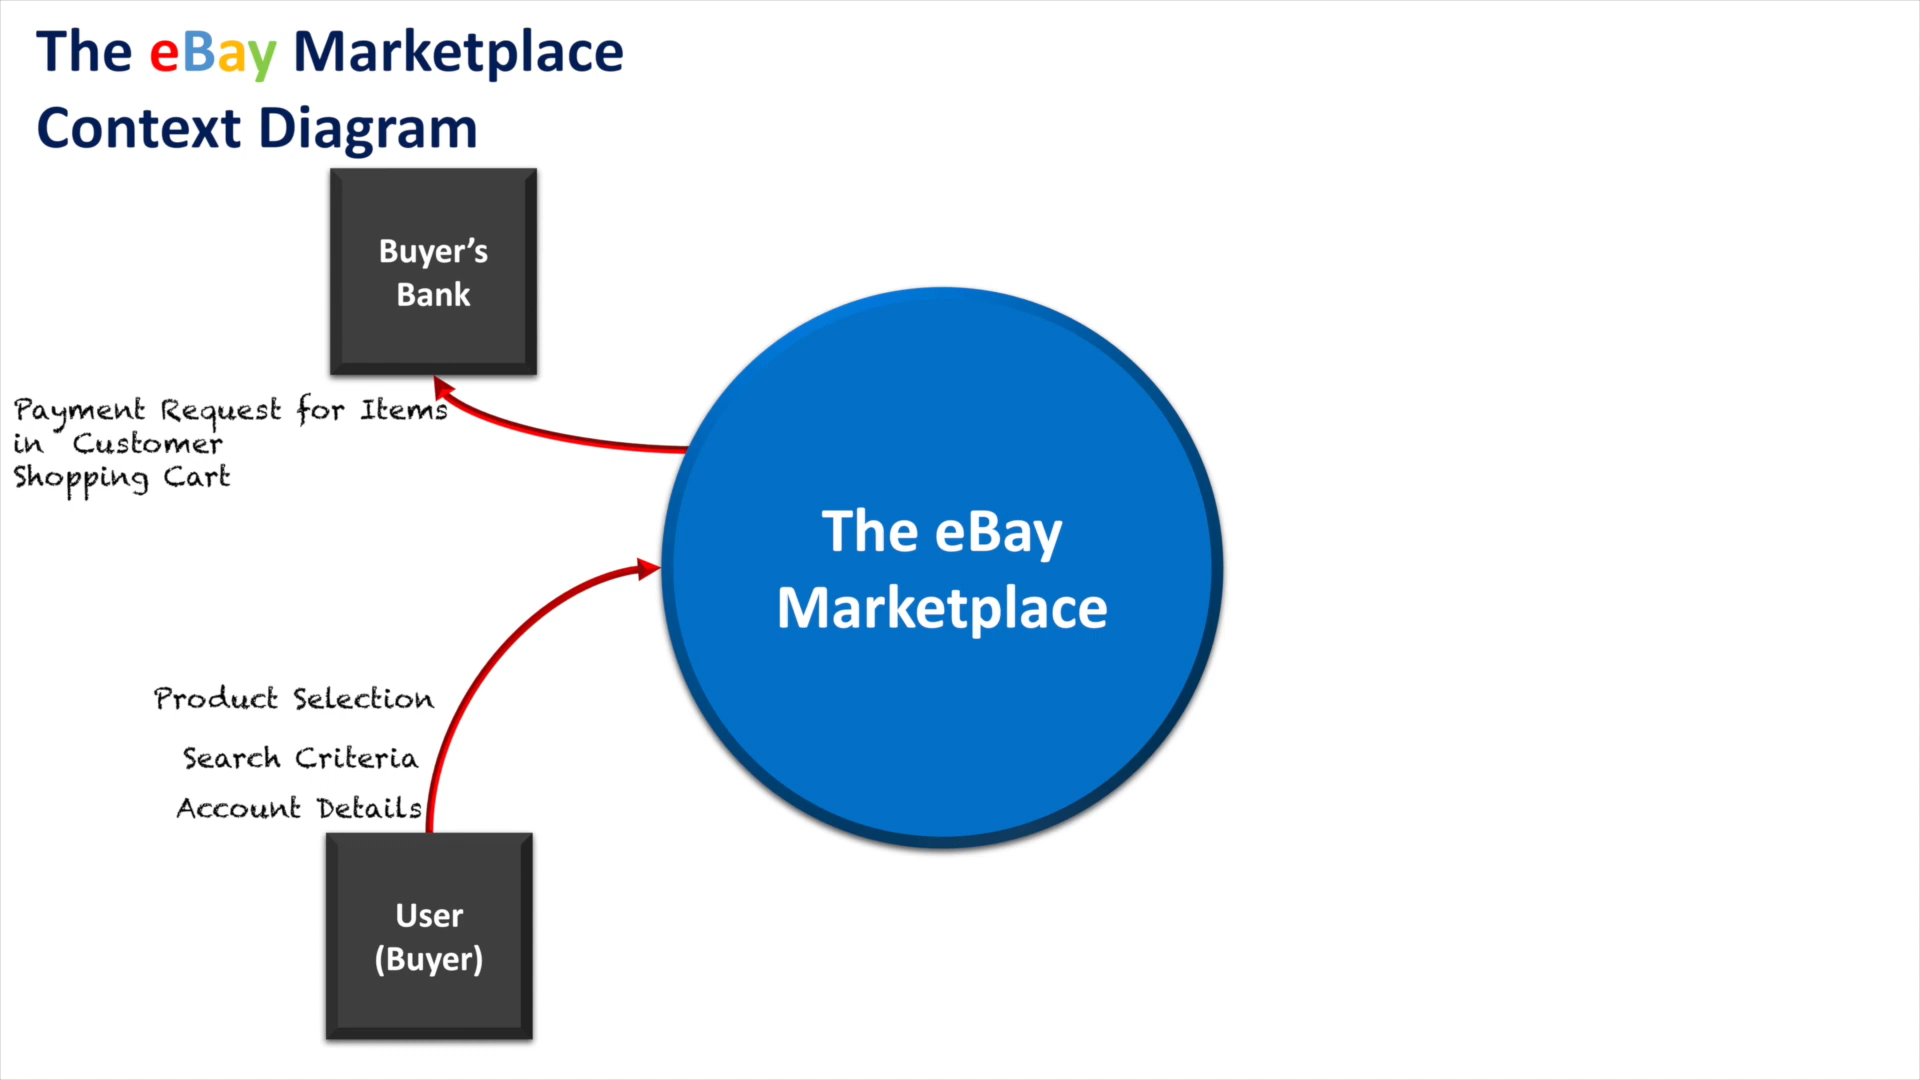 The eBay Marketplace
Context Diagram
Buyer’s
Bank
Payment Request for Items
in Customer
Shopping Cart
The eBay
Marketplace
Product Selection
Search Criteria
Account Details
User
(Buyer)